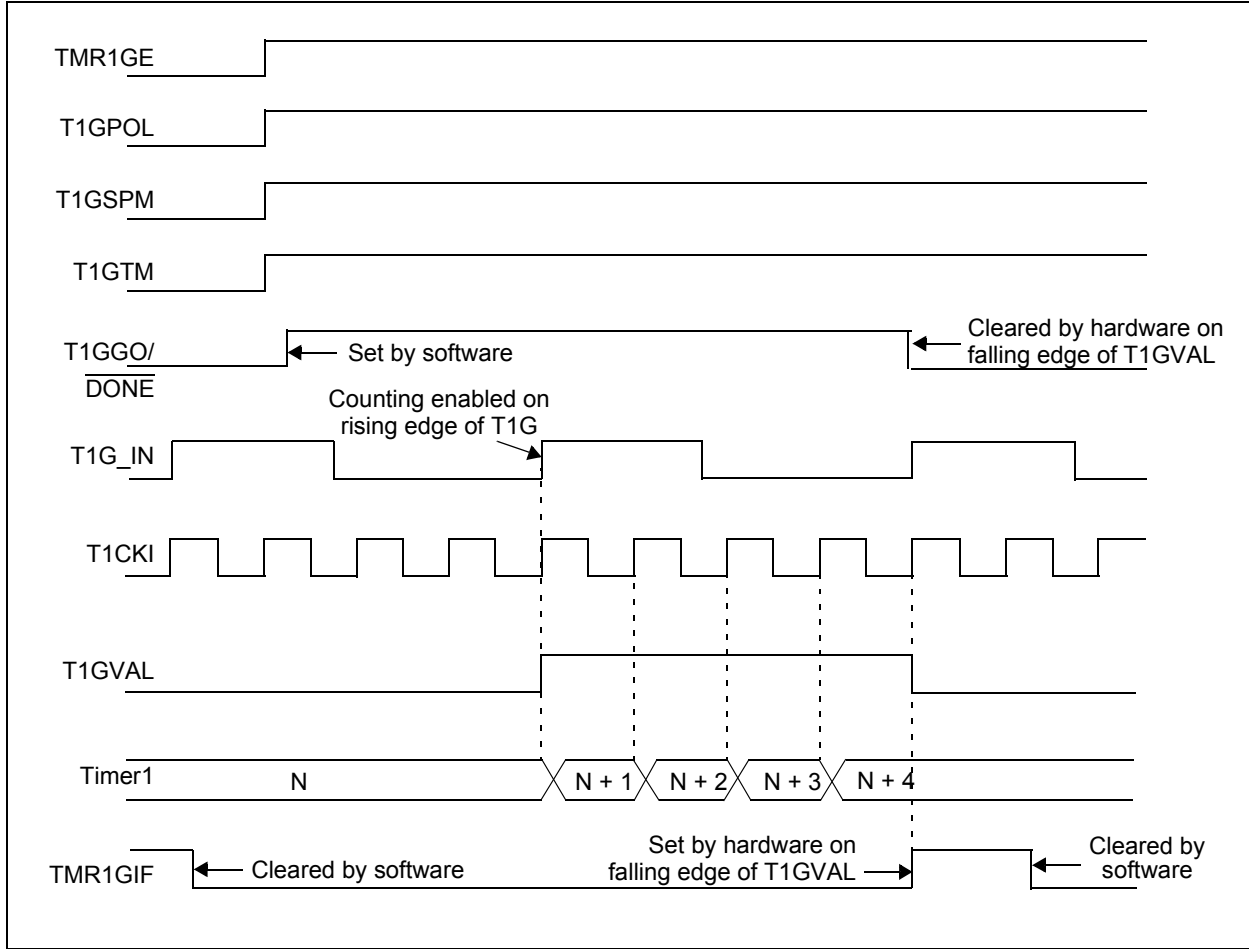 TMR1GE
T1GPOL
T1GSPM
T1GTM
T1GGO/
DONE
Set by software
Cleared by hardware on
falling edge of T1GVAL
Counting enabled on
rising edge of T1G
T1G_IN
T1CKI
T1GVAL
Timer1
N
N + 1
N + 2
N + 3
N + 4
TMR1GIF
Cleared by software
Set by hardware on
falling edge of T1GVAL
Cleared by
software